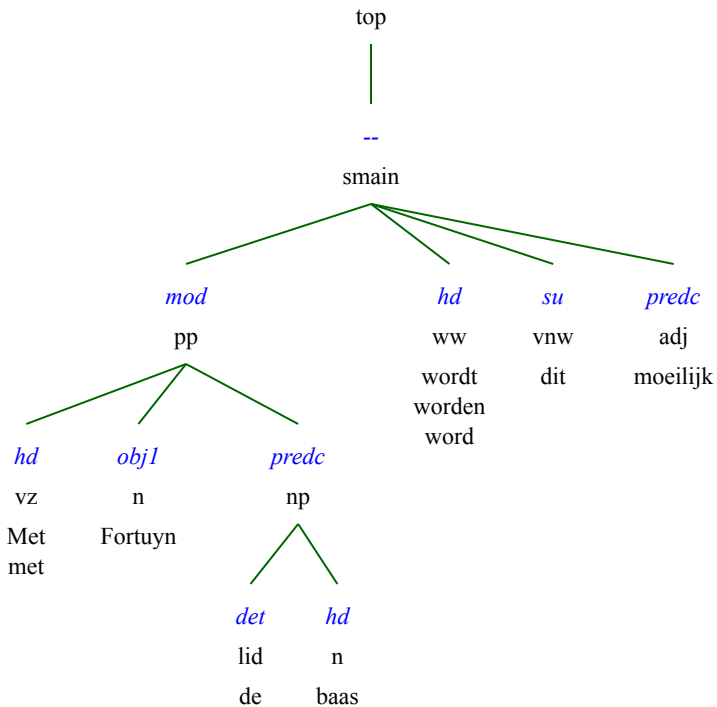 top
--
smain
mod hd su predc
pp ww vnw adj
wordt dit moeilijk
worden
word
hd obj1 predc
vz n np
Met Fortuyn
met
det hd
lid n
de baas